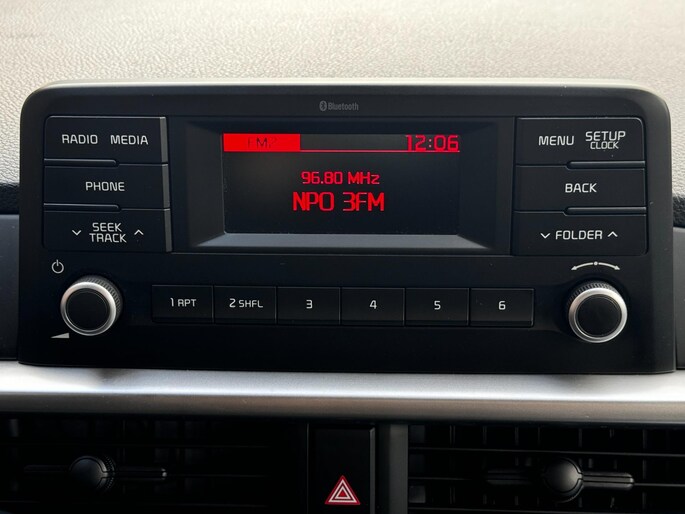 Bluetooth
RADIO MEDIA
PHONE
SEEK
TRACK
12:06
96.80 MHz
NPO 3FM
MENU SETUP
CLOCK
BACK
FOLDER
1 RPT
2 SHFL
3
4
5
6